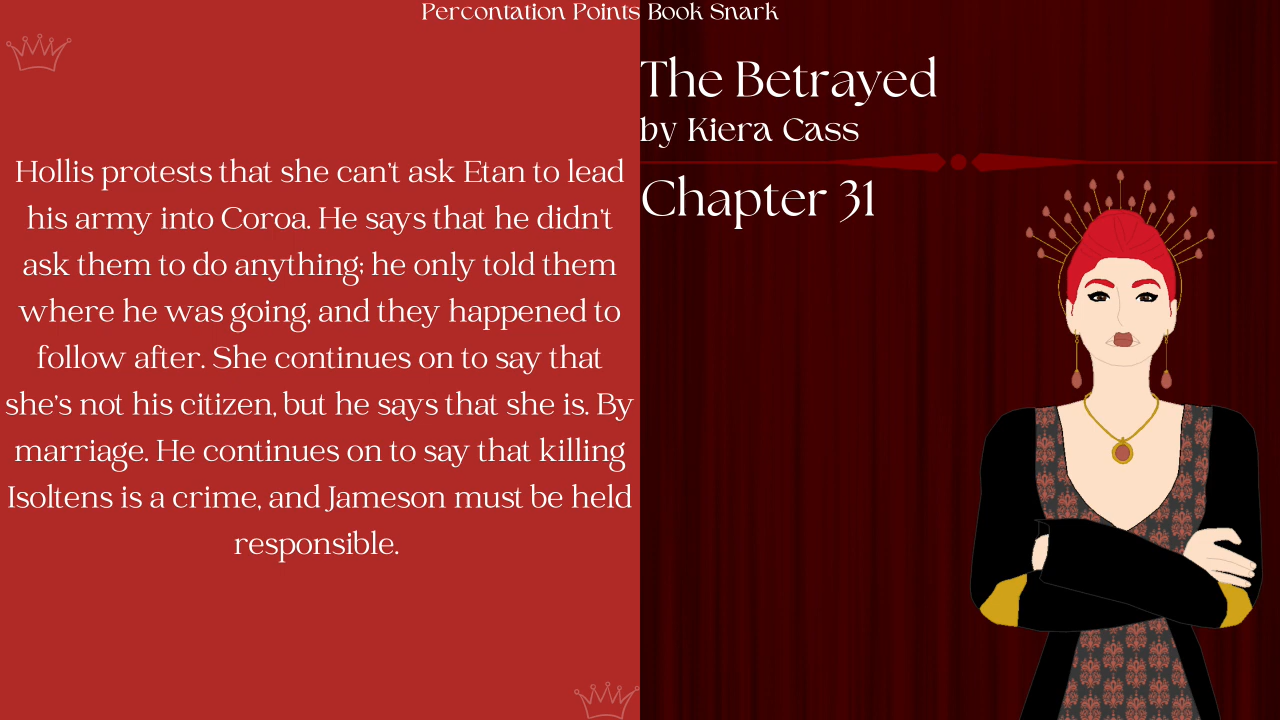 Percontation Points Book Snark
The Betrayed
by Kiera Cass
Chapter 31
Hollis protests that she can't ask Etan to lead
his army into Coroa. He says that he didn't
ask them to do anything; he only told them
where he was going, and they happened to
follow after. She continues on to say that
she's not his citizen, but he says that she is. By
marriage. He continues on to say that killing
Isoltens is a crime, and Jameson must be held
responsible.